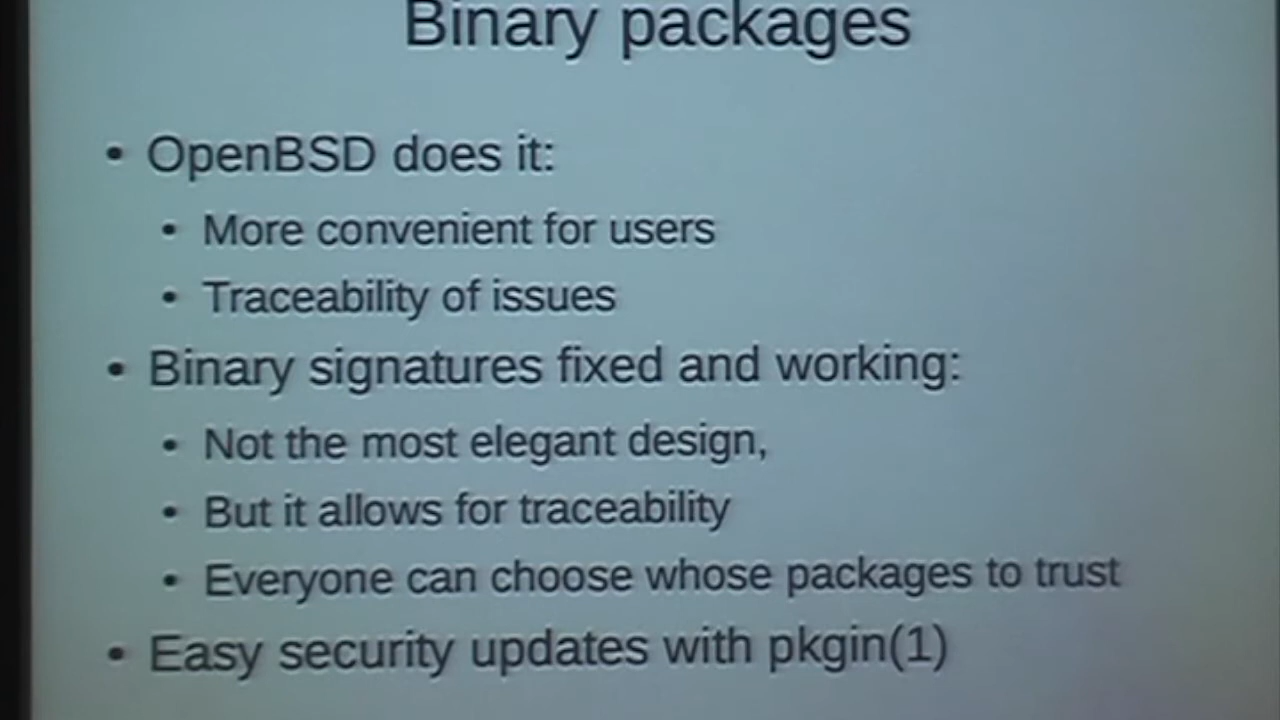 Binary packages
• OpenBSD does it:
• More convenient for users
• Traceability of issues
• Binary signatures fixed and working:
• Not the most elegant design,
• But it allows for traceability
• Everyone can choose whose packages to trust
• Easy security updates with pkgin(1)